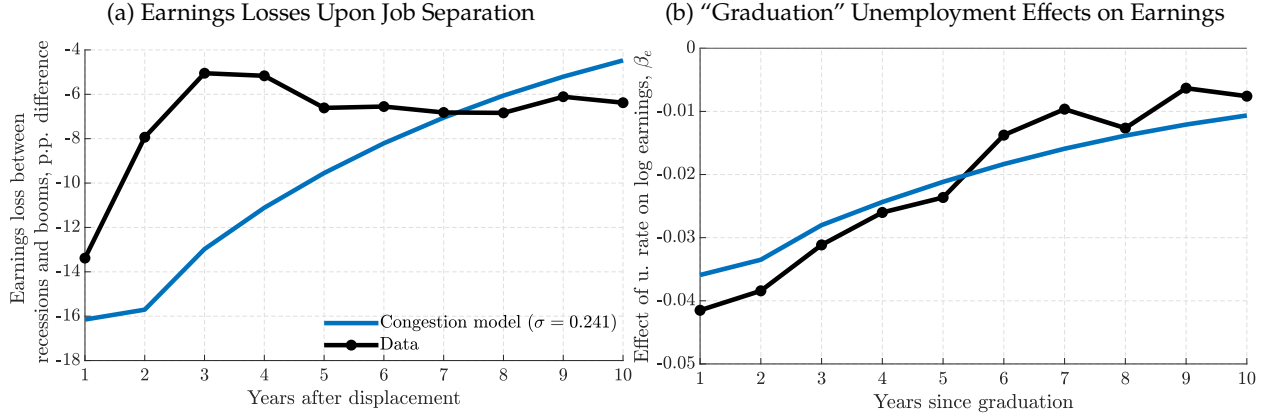 (a) Earnings Losses Upon Job Separation
Earnings loss between
recessions and booms, p.p. difference
-4
-6
-8
-10
-12
-14
-16
-18
1 2 3 4 5 6 7 8 9 10
Years after displacement
Congestion model (σ = 0.241)
Data
(b) “Graduation” Unemployment Effects on Earnings
Effect of u. rate on log earnings, βₑ
0
-0.01
-0.02
-0.03
-0.04
-0.05
1 2 3 4 5 6 7 8 9 10
Years since graduation